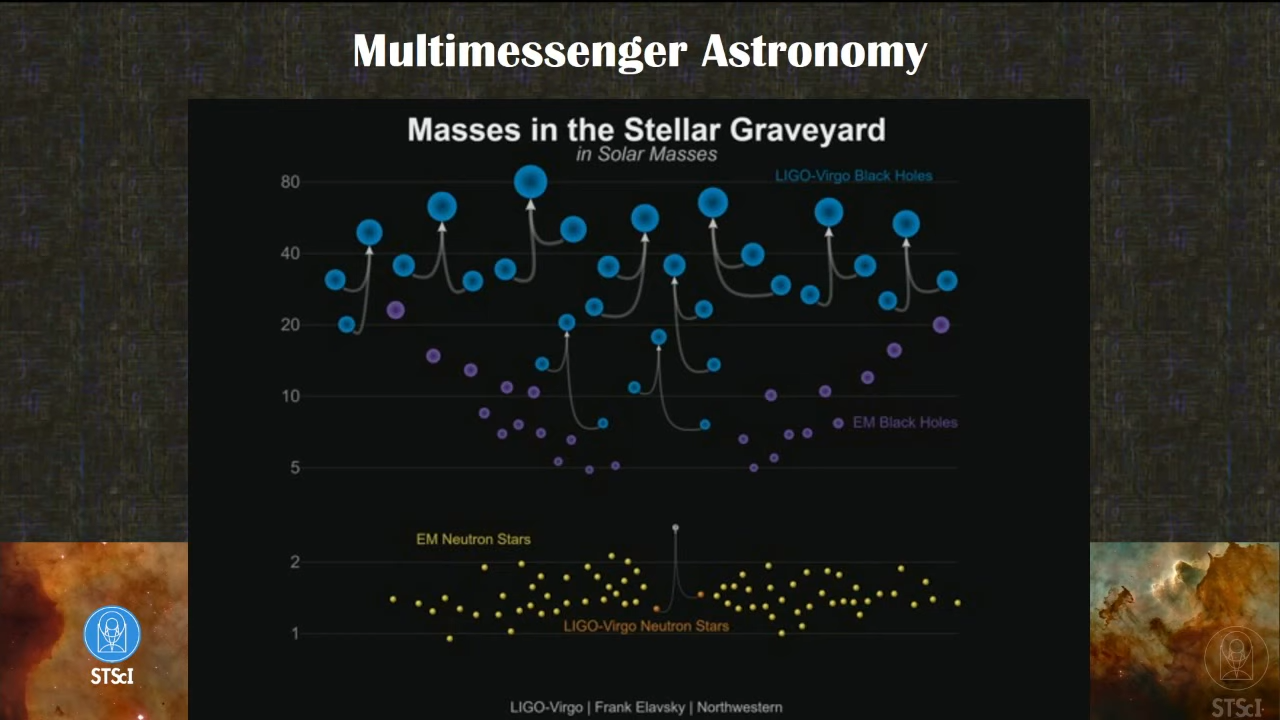 Multimessenger Astronomy
Masses in the Stellar Graveyard
in Solar Masses
LIGO-Virgo Black Holes
80
40
20
10
EM Black Holes
5
EM Neutron Stars
2
LIGO-Virgo Neutron Stars
1
STScI
STScI
LIGO-Virgo | Frank Elavsky | Northwestern